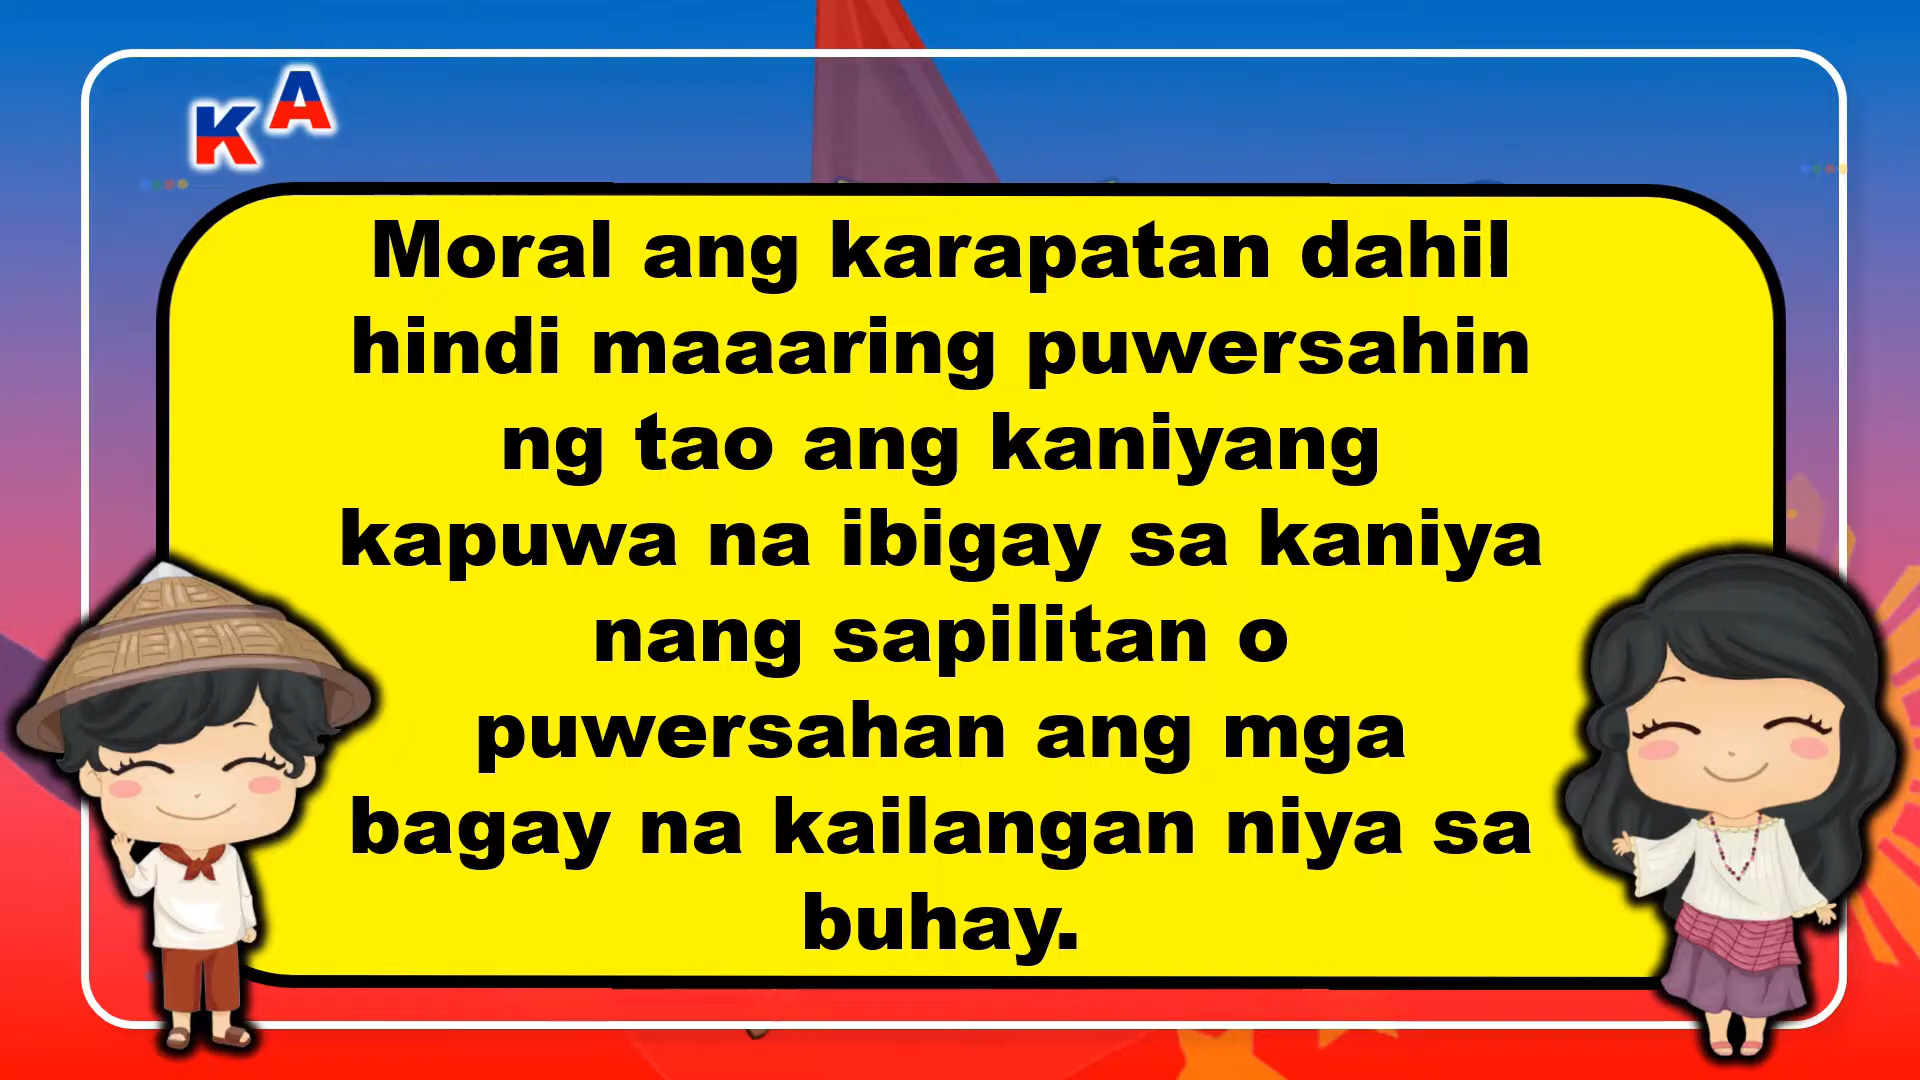 KA
Moral ang karapatan dahil
hindi maaaring puwersahin
ng tao ang kaniyang
kapuwa na ibigay sa kaniya
nang sapilitan o
puwersahan ang mga
bagay na kailangan niya sa
buhay.